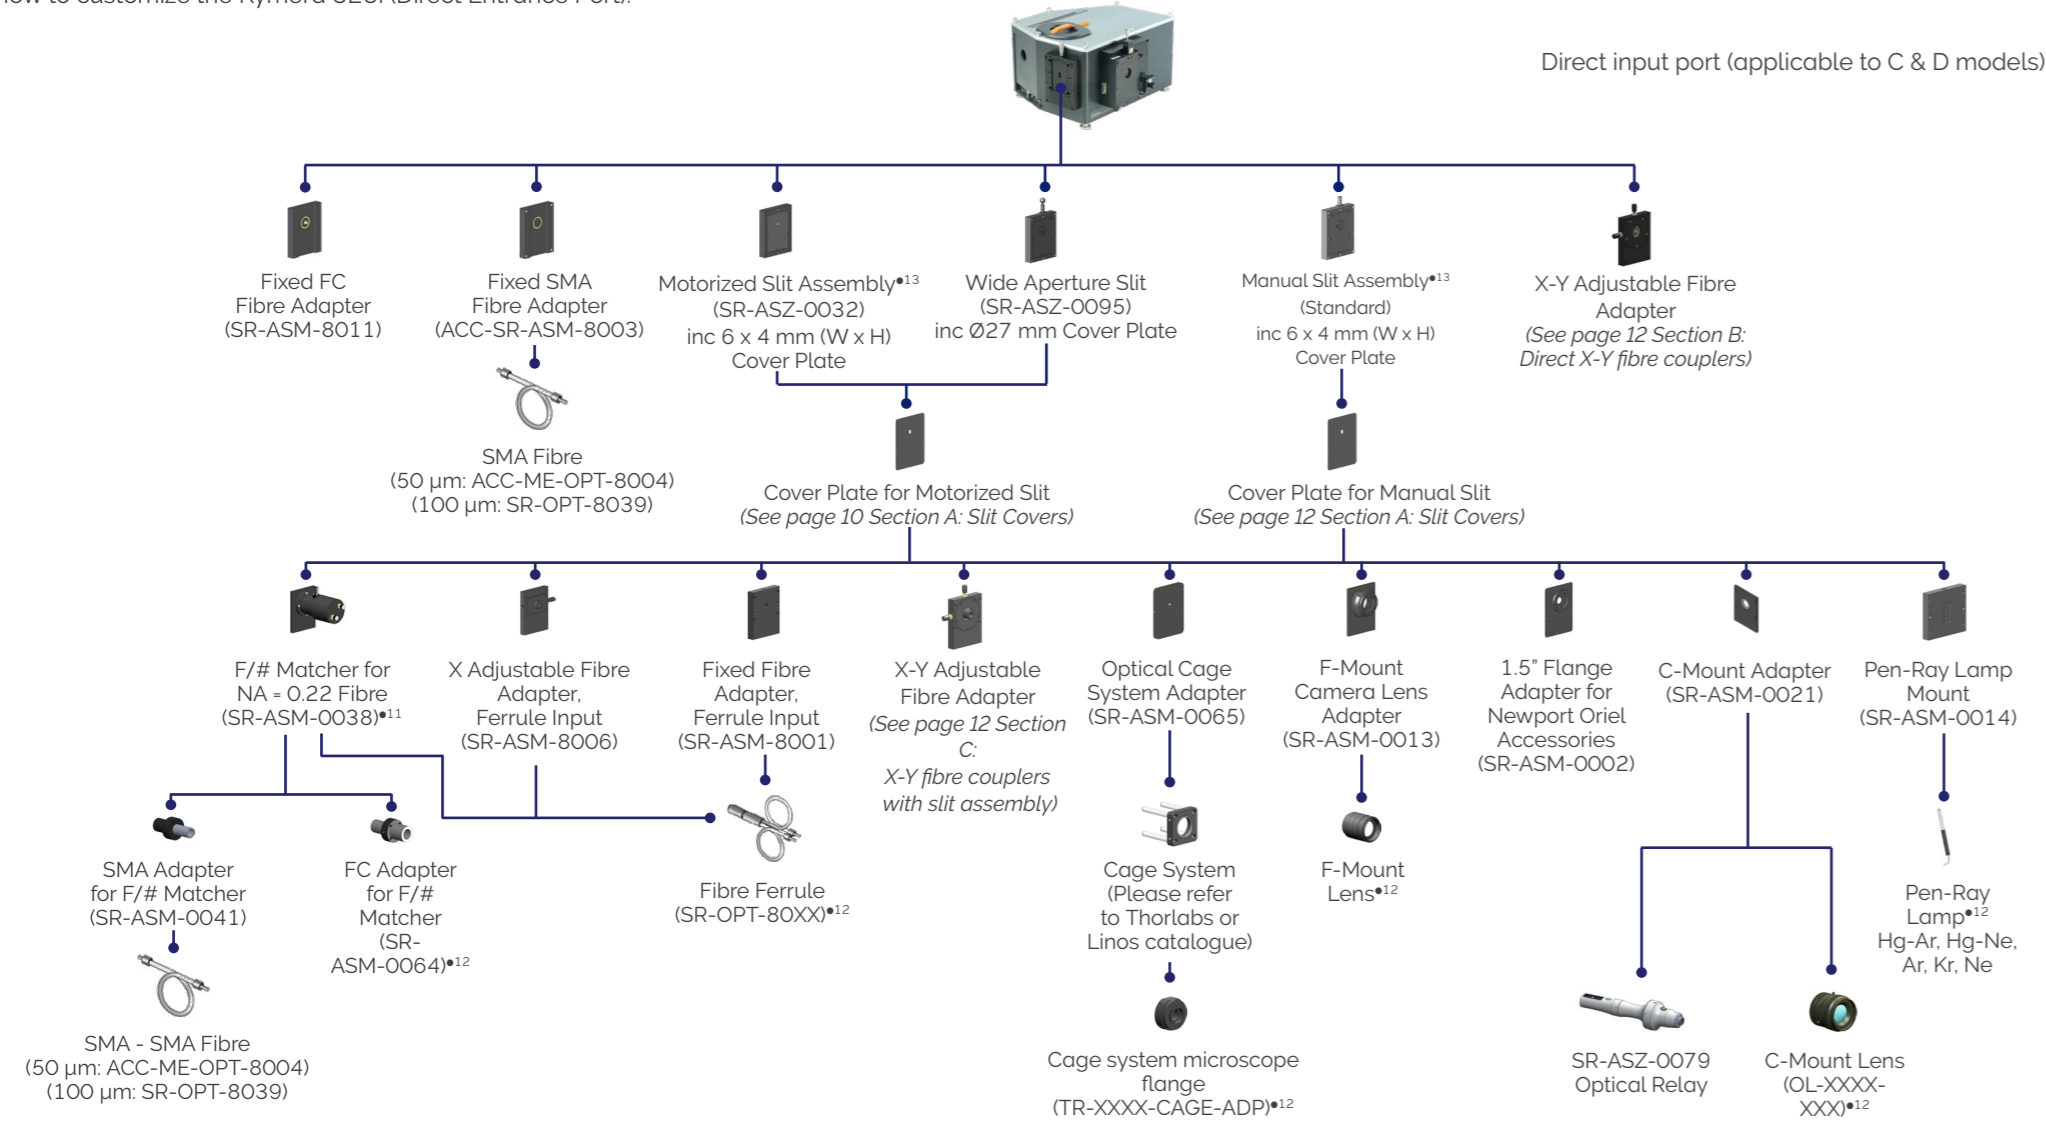 Direct input port (applicable to C & D models)
Fixed FC
Fibre Adapter
(SR-ASM-8011)
Fixed SMA
Fibre Adapter
(ACC-SR-ASM-8003)
Motorized Slit Assembly●13
(SR-ASZ-0032)
inc 6 x 4 mm (W x H)
Cover Plate
Wide Aperture Slit
(SR-ASZ-0095)
inc Ø27 mm Cover Plate
Manual Slit Assembly●13
(Standard)
inc 6 x 4 mm (W x H)
Cover Plate
X-Y Adjustable Fibre
Adapter
(See page 12 Section B:
Direct X-Y fibre couplers)
SMA Fibre
(50 µm: ACC-ME-OPT-8004)
(100 µm: SR-OPT-8039)
Cover Plate for Motorized Slit
(See page 10 Section A: Slit Covers)
Cover Plate for Manual Slit
(See page 12 Section A: Slit Covers)
F/# Matcher for
NA = 0.22 Fibre
(SR-ASM-0038)●11
X Adjustable Fibre
Adapter,
Ferrule Input
(SR-ASM-8006)
Fixed Fibre
Adapter,
Ferrule Input
(SR-ASM-8001)
X-Y Adjustable
Fibre Adapter
(See page 12 Section
C:
X-Y fibre couplers
with slit assembly)
Optical Cage
System Adapter
(SR-ASM-0065)
F-Mount
Camera Lens
Adapter
(SR-ASM-0013)
1.5" Flange
Adapter for
Newport Oriel
Accessories
(SR-ASM-0002)
C-Mount Adapter
(SR-ASM-0021)
Pen-Ray Lamp
Mount
(SR-ASM-0014)
SMA Adapter
for F/# Matcher
(SR-ASM-0041)
FC Adapter
for F/#
Matcher
(SR-
ASM-0064)●12
Fibre Ferrule
(SR-OPT-80XX)●12
Cage System
(Please refer
to Thorlabs or
Linos catalogue)
F-Mount
Lens●12
Pen-Ray
Lamp●12
Hg-Ar, Hg-Ne,
Ar, Kr, Ne
SMA - SMA Fibre
(50 µm: ACC-ME-OPT-8004)
(100 µm: SR-OPT-8039)
Cage system microscope
flange
(TR-XXXX-CAGE-ADP)●12
SR-ASZ-0079
Optical Relay
C-Mount Lens
(OL-XXXX-
XXX)●12